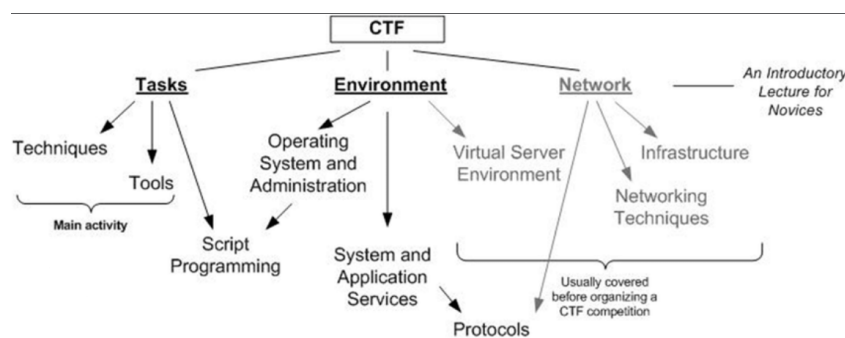 CTF
Tasks
Environment
Network
An Introductory
Lecture for
Novices
Techniques
Tools
Main activity
Operating
System and
Administration
Virtual Server
Environment
Infrastructure
Networking
Techniques
Script
Programming
System and
Application
Services
Usually covered
before organizing a
CTF competition
Protocols